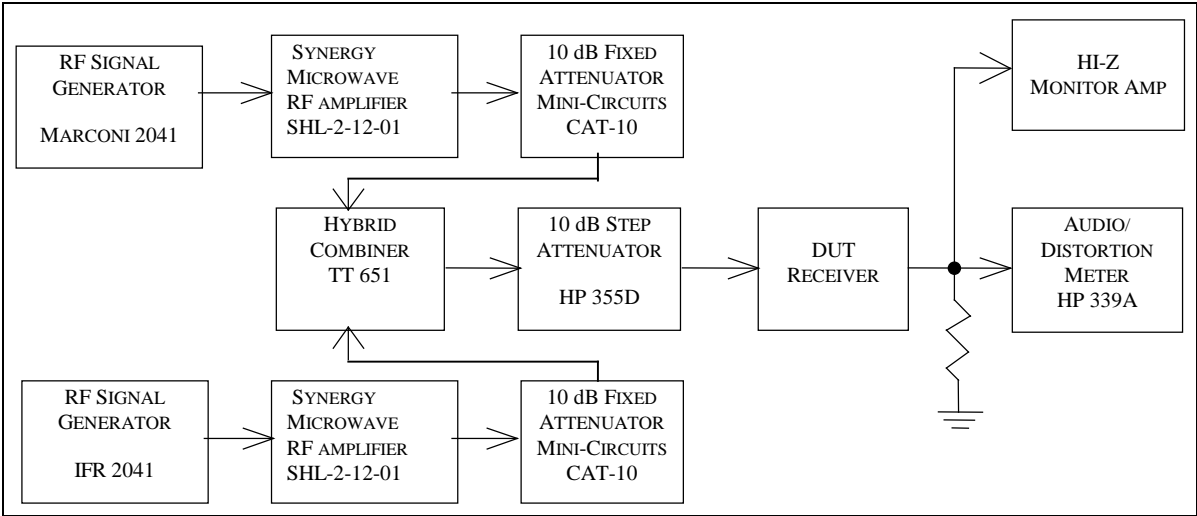 RF SIGNAL
GENERATOR
MARCONI 2041
SYNERGY
MICROWAVE
RF AMPLIFIER
SHL-2-12-01
10 dB FIXED
ATTENUATOR
MINI-CIRCUITS
CAT-10
HI-Z
MONITOR AMP
HYBRID
COMBINER
TT 651
10 dB STEP
ATTENUATOR
HP 355D
DUT
RECEIVER
AUDIO/
DISTORTION
METER
HP 339A
RF SIGNAL
GENERATOR
IFR 2041
SYNERGY
MICROWAVE
RF AMPLIFIER
SHL-2-12-01
10 dB FIXED
ATTENUATOR
MINI-CIRCUITS
CAT-10